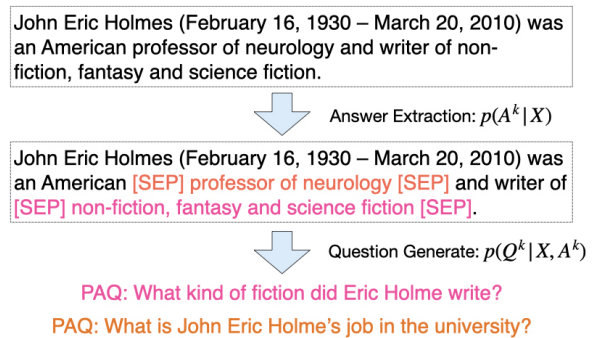 John Eric Holmes (February 16, 1930 – March 20, 2010) was
an American professor of neurology and writer of non-
fiction, fantasy and science fiction.
Answer Extraction: p(A^k|X)
John Eric Holmes (February 16, 1930 – March 20, 2010) was
an American [SEP] professor of neurology [SEP] and writer of
[SEP] non-fiction, fantasy and science fiction [SEP].
Question Generate: p(Q^k|X, A^k)
PAQ: What kind of fiction did Eric Holme write?
PAQ: What is John Eric Holme’s job in the university?